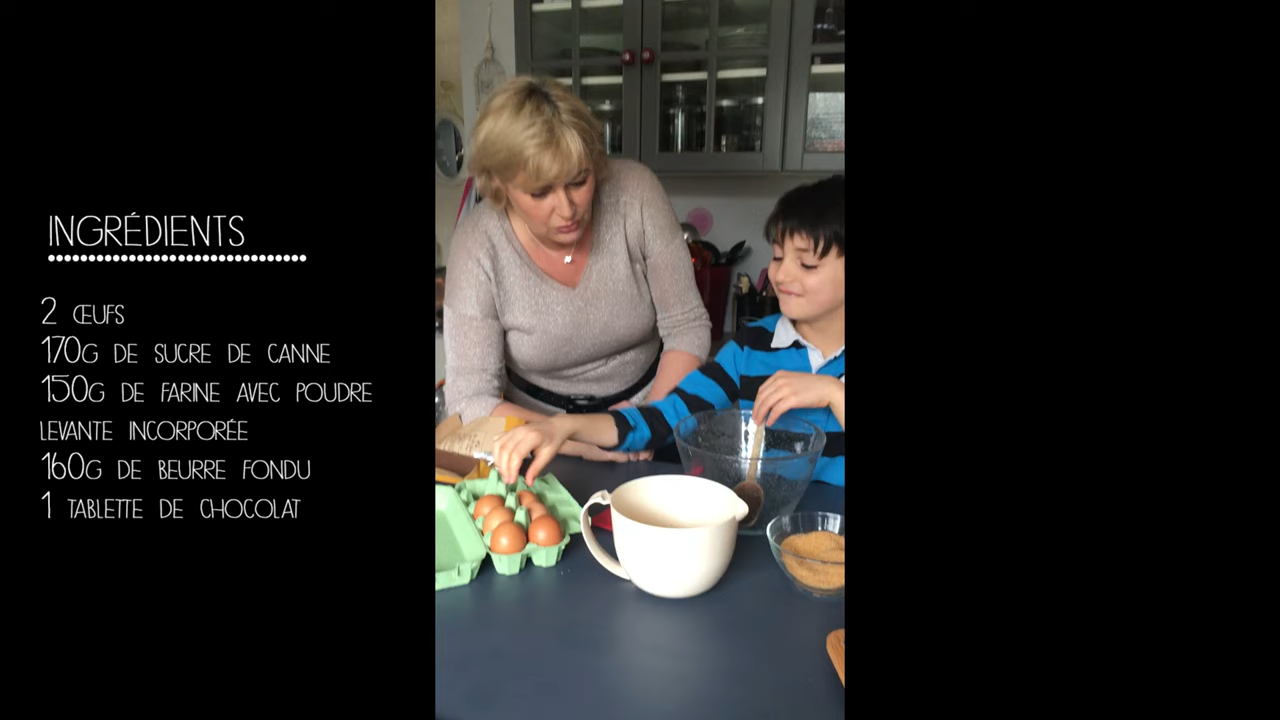 INGRÉDIENTS
2 ŒUFS
170G DE SUCRE DE CANNE
150G DE FARINE AVEC POUDRE
LEVANTE INCORPORÉE
160G DE BEURRE FONDU
1 TABLETTE DE CHOCOLAT